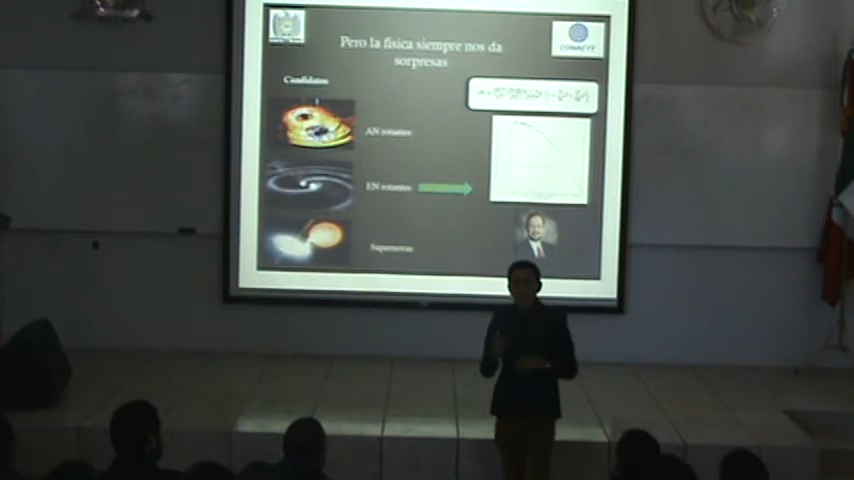 Pero la física siempre nos da
sorpresas
CONACYT
Candidatos
AN rotantes
EN rotantes
Supernovas